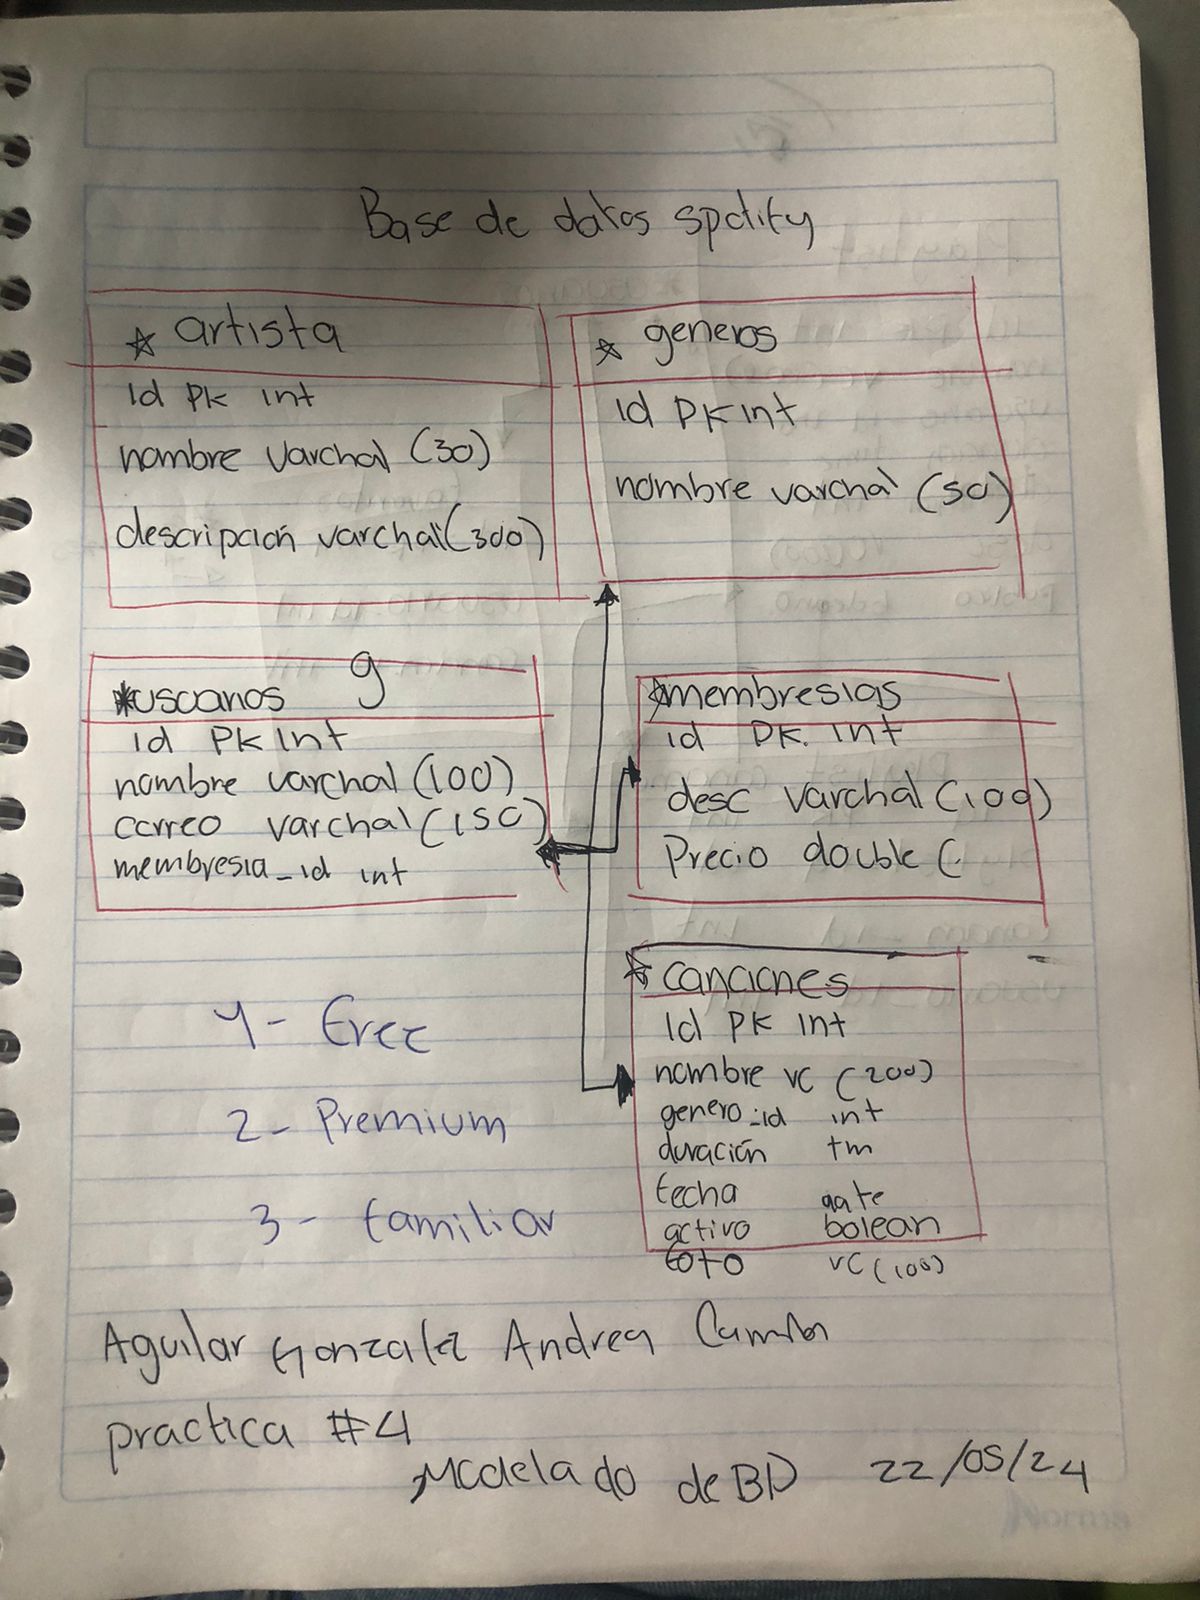 Base de datos spotify
☆ artista
id PK int
nombre varchal (30)
descripción varchal (300)
☆ generos
id PK int
nombre varchal (50)
*usuarios
id PK int
nombre varchal (100)
correo varchal (150)
membresia_id int
☆membresias
id PK. int
desc varchal (100)
Precio double (.
☆ canciones
id PK int
nombre vc (200)
genero_id int
duración tm
fecha date
activo bolean
foto vc (100)
1- Free
2- Premium
3- familiar
Aguilar Gonzalez Andrea Camila
practica #4
Modelado de BD 22/05/24
Norma